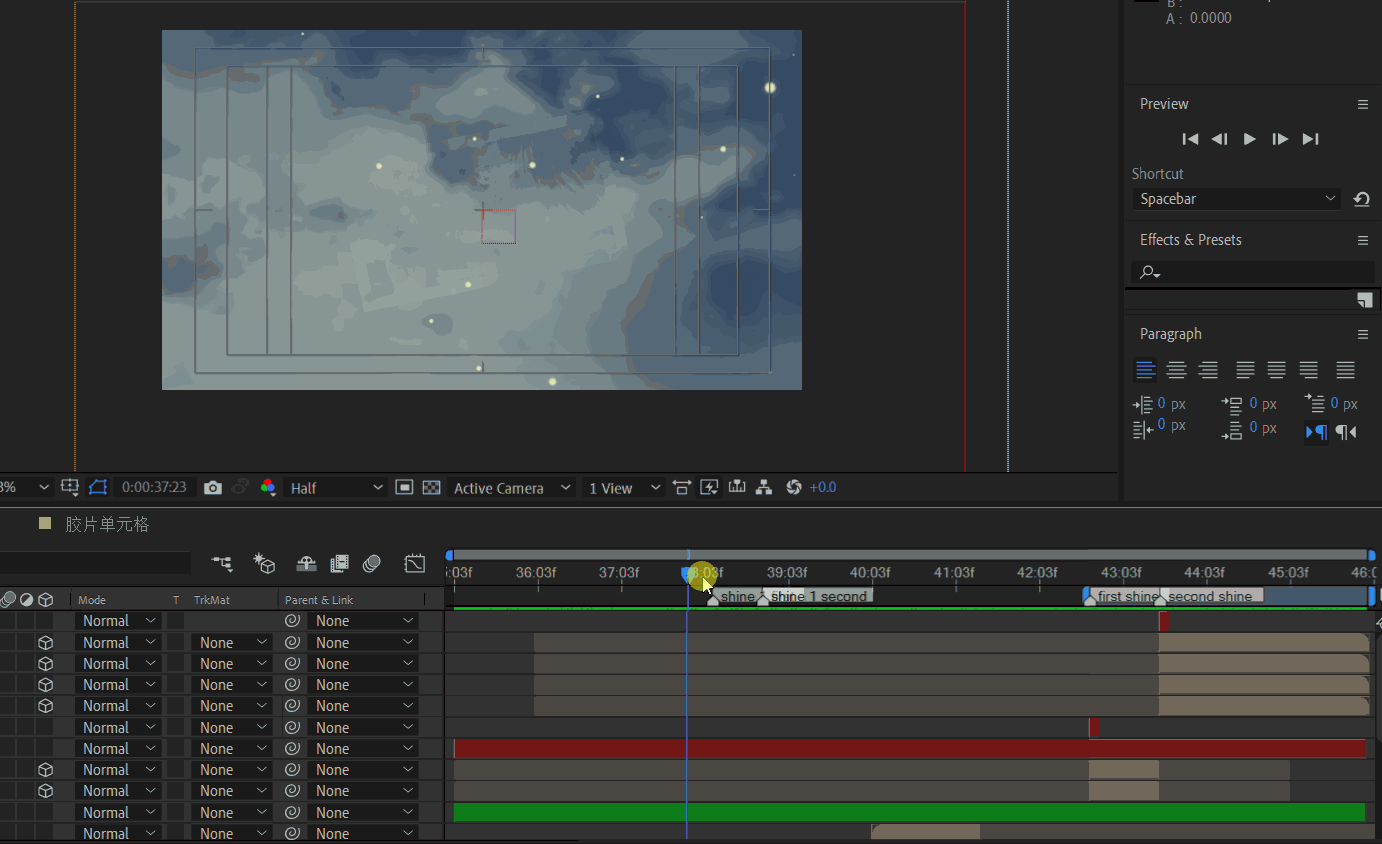 B :
A : 0.0000
Preview
Shortcut
Spacebar
Effects & Presets
Paragraph
0 px 0 px 0 px
0 px 0 px
3% 0:00:37:23 Half Active Camera 1 View +0.0
胶片单元格
:03f 36:03f 37:03f 38:03f 39:03f 40:03f 41:03f 42:03f 43:03f 44:03f 45:03f 46:0
Mode T TrkMat Parent & Link
shine shine 1 second first shine second shine
Normal None
Normal None None
Normal None None
Normal None None
Normal None None
Normal None None
Normal None None
Normal None None
Normal None None
Normal None None
Normal None None